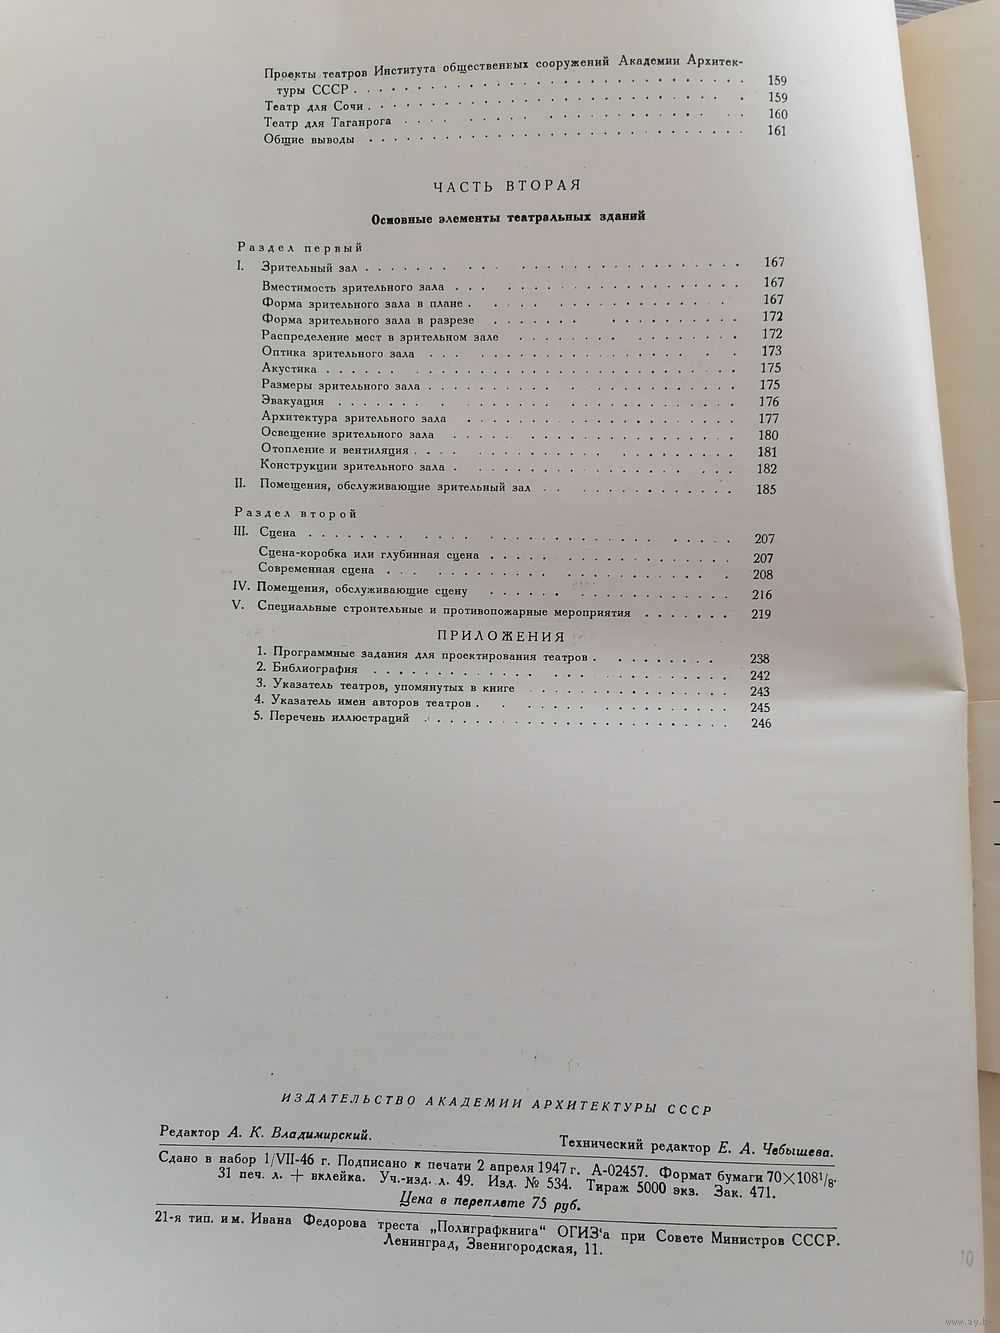 Проекты театров Института общественных сооружений Академии Архитек-
туры СССР . . . . . . . . . . . . . . . . . . . . 159
Театр для Сочи . . . . . . . . . . . . . . . . . . . . 159
Театр для Таганрога . . . . . . . . . . . . . . . . . . . . 160
Общие выводы . . . . . . . . . . . . . . . . . . . . 161
ЧАСТЬ ВТОРАЯ
Основные элементы театральных зданий
Раздел первый
I. Зрительный зал . . . . . . . . . . . . . . . . . . . . 167
Вместимость зрительного зала . . . . . . . . . . . . . . . . . . . . 167
Форма зрительного зала в плане . . . . . . . . . . . . . . . . . . . . 167
Форма зрительного зала в разрезе . . . . . . . . . . . . . . . . . . . . 172
Распределение мест в зрительном зале . . . . . . . . . . . . . . . . 172
Оптика зрительного зала . . . . . . . . . . . . . . . . . . . . 173
Акустика . . . . . . . . . . . . . . . . . . . . 175
Размеры зрительного зала . . . . . . . . . . . . . . . . . . . . 175
Эвакуация . . . . . . . . . . . . . . . . . . . . 176
Архитектура зрительного зала . . . . . . . . . . . . . . . . . . . . 177
Освещение зрительного зала . . . . . . . . . . . . . . . . . . . . 180
Отопление и вентиляция . . . . . . . . . . . . . . . . . . . . 181
Конструкции зрительного зала . . . . . . . . . . . . . . . . . . . . 182
II. Помещения, обслуживающие зрительный зал . . . . . . . . . . . . 185
Раздел второй
III. Сцена . . . . . . . . . . . . . . . . . . . . 207
Сцена-коробка или глубинная сцена . . . . . . . . . . . . . . . . 207
Современная сцена . . . . . . . . . . . . . . . . . . . . 208
IV. Помещения, обслуживающие сцену . . . . . . . . . . . . . . . . 216
V. Специальные строительные и противопожарные мероприятия . . . . . . . 219
ПРИЛОЖЕНИЯ
1. Программные задания для проектирования театров . . . . . . . . . 238
2. Библиография . . . . . . . . . . . . . . . . . . . . 242
3. Указатель театров, упомянутых в книге . . . . . . . . . . . . . . 243
4. Указатель имен авторов театров . . . . . . . . . . . . . . . . 245
5. Перечень иллюстраций . . . . . . . . . . . . . . . . . . . . 246
ИЗДАТЕЛЬСТВО АКАДЕМИИ АРХИТЕКТУРЫ СССР
Редактор А. К. Владимирский. Технический редактор Е. А. Чебышева.
Сдано в набор 1/VII-46 г. Подписано к печати 2 апреля 1947 г. А-02457. Формат бумаги 70×108¹/₈.
31 печ. л. + вклейка. Уч.-изд. л. 49. Изд. № 534. Тираж 5000 экз. Зак. 471.
Цена в переплете 75 руб.
21-я тип. им. Ивана Федорова треста „Полиграфкнига“ ОГИЗ‘а при Совете Министров СССР.
Ленинград, Звенигородская, 11.
10
www.ay.by